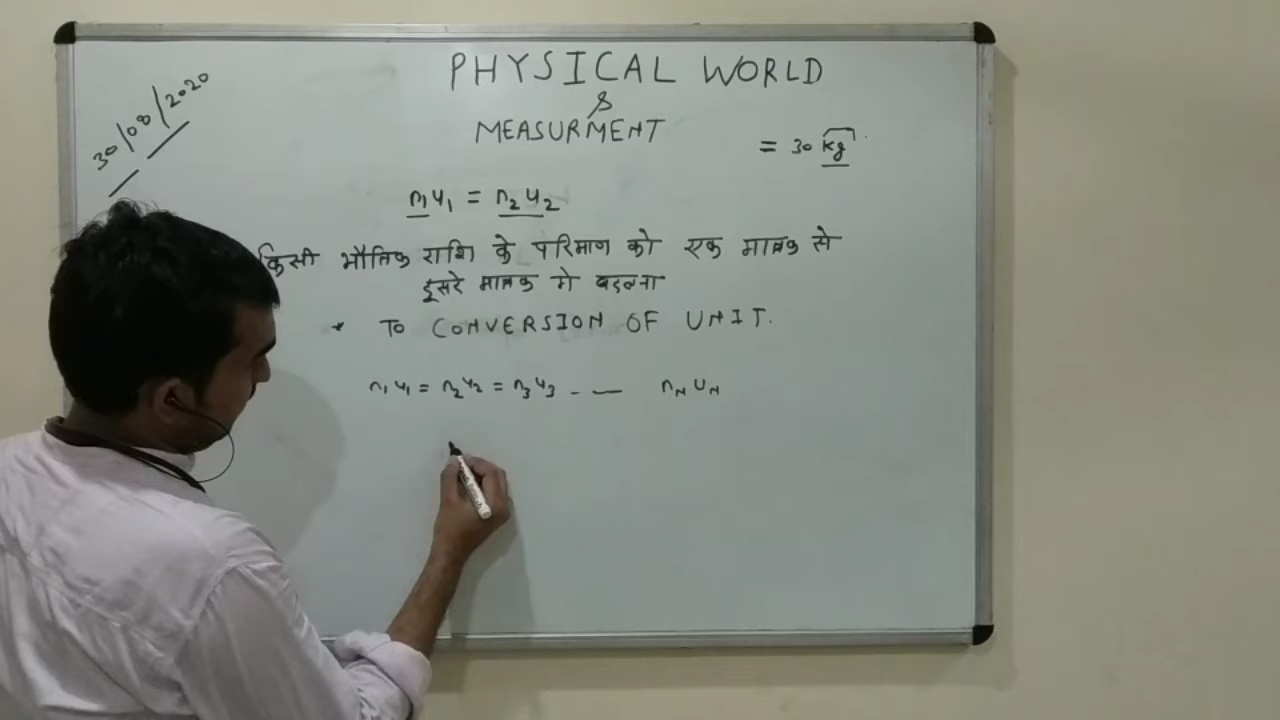 30/08/2020
PHYSICAL WORLD
&
MEASURMENT
= 30 kg
n1u1 = n2u2
किसी भौतिक राशि के परिमाण को एक मात्रक से
दूसरे मात्रक मे बदलना
* TO CONVERSION OF UNIT.
n1u1 = n2u2 = n3u3 - — nNuN